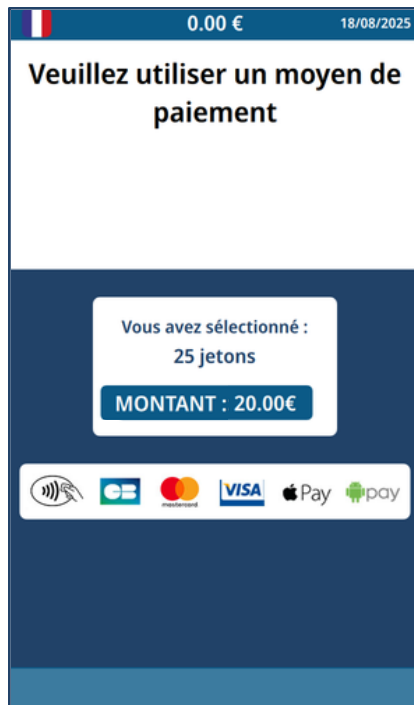 0.00 € 18/08/2025
Veuillez utiliser un moyen de
paiement
Vous avez sélectionné :
25 jetons
MONTANT : 20.00€
CB mastercard VISA Pay pay